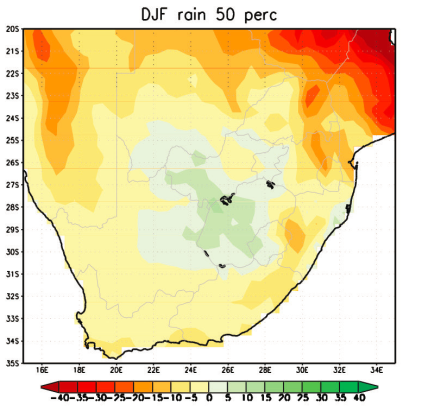 DJF rain 50 perc
20S
21S
22S
23S
24S
25S
26S
27S
28S
29S
30S
31S
32S
33S
34S
35S
16E 18E 20E 22E 24E 26E 28E 30E 32E 34E
-40 -35 -30 -25 -20 -15 -10 -5 0 5 10 15 20 25 30 35 40